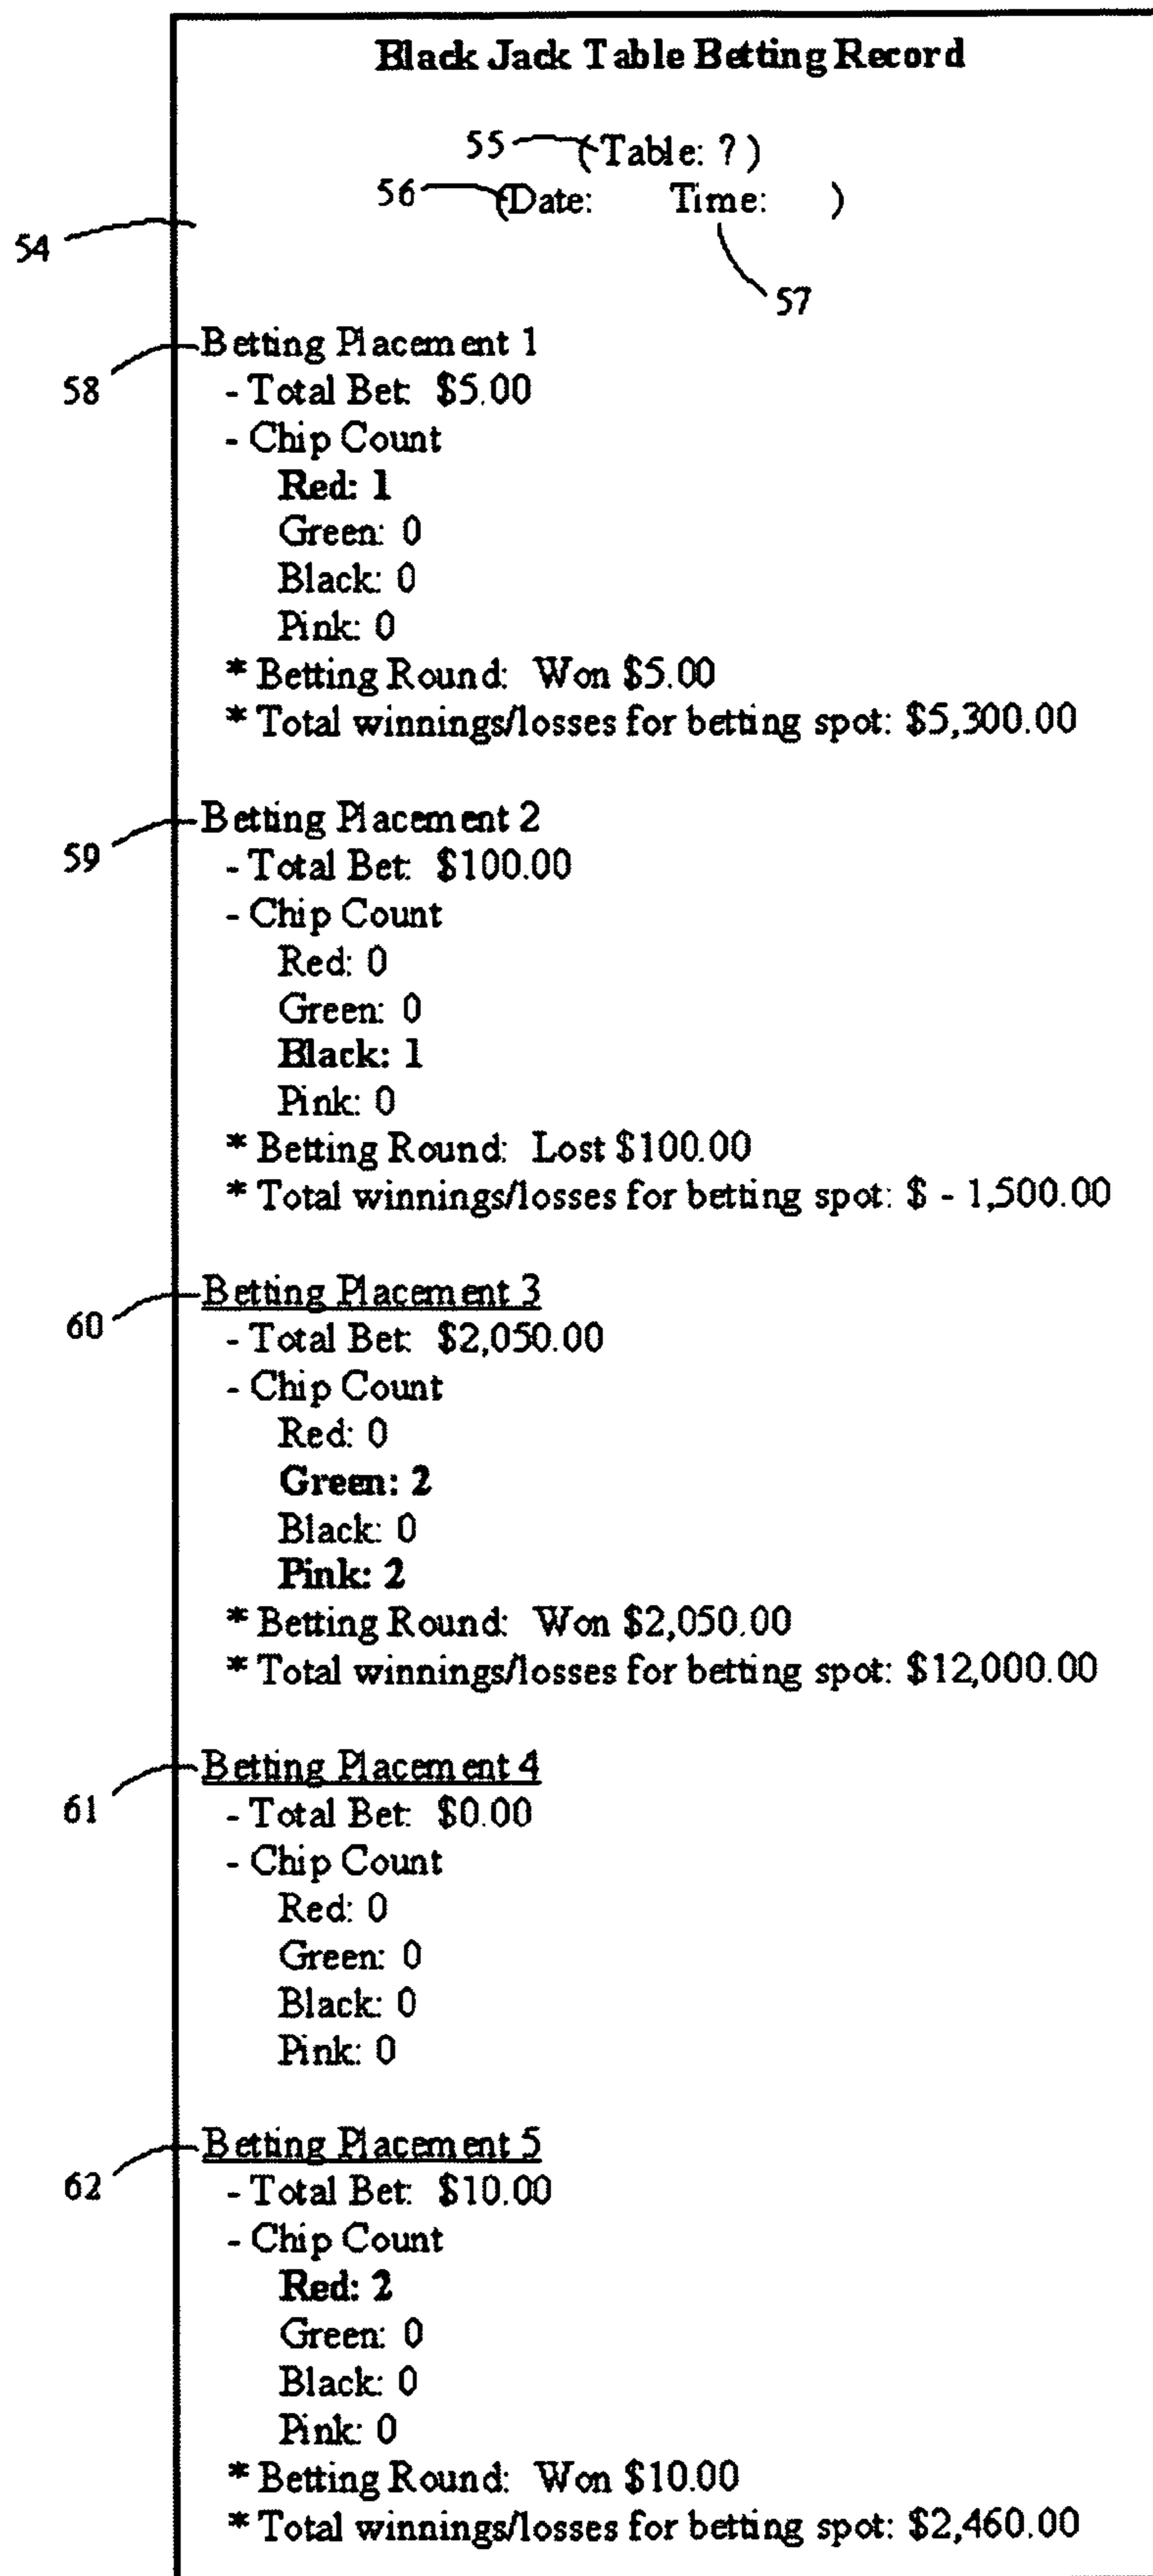 Black Jack Table Betting Record
55 (Table: ? )
56 (Date: Time: )
54
57
58 Betting Placement 1
- Total Bet: $5.00
- Chip Count
Red: 1
Green: 0
Black: 0
Pink: 0
* Betting Round: Won $5.00
* Total winnings/losses for betting spot: $5,300.00
59 Betting Placement 2
- Total Bet: $100.00
- Chip Count
Red: 0
Green: 0
Black: 1
Pink: 0
* Betting Round: Lost $100.00
* Total winnings/losses for betting spot: $ - 1,500.00
60 Betting Placement 3
- Total Bet: $2,050.00
- Chip Count
Red: 0
Green: 2
Black: 0
Pink: 2
* Betting Round: Won $2,050.00
* Total winnings/losses for betting spot: $12,000.00
61 Betting Placement 4
- Total Bet: $0.00
- Chip Count
Red: 0
Green: 0
Black: 0
Pink: 0
62 Betting Placement 5
- Total Bet: $10.00
- Chip Count
Red: 2
Green: 0
Black: 0
Pink: 0
* Betting Round: Won $10.00
* Total winnings/losses for betting spot: $2,460.00